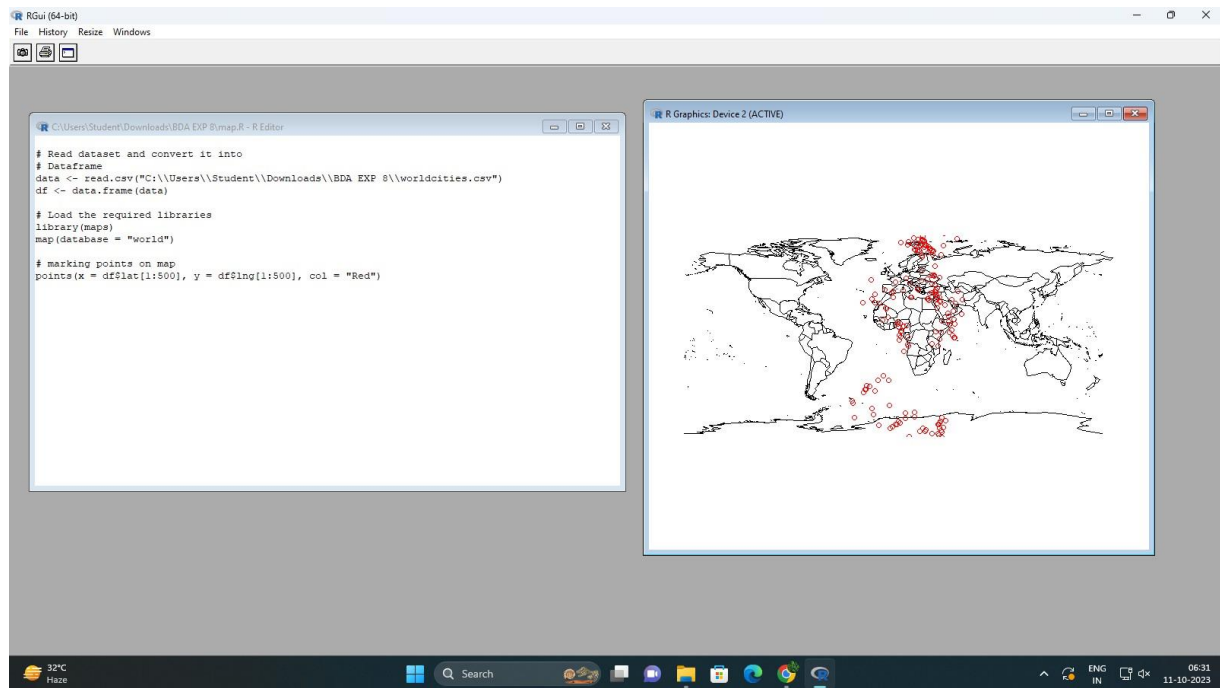 RGui (64-bit)
File History Resize Windows
C:\Users\Student\Downloads\BDA EXP 8\map.R - R Editor
# Read dataset and convert it into
# Dataframe
data <- read.csv("C:\\Users\\Student\\Downloads\\BDA EXP 8\\worldcities.csv")
df <- data.frame(data)
# Load the required libraries
library(maps)
map(database = "world")
# marking points on map
points(x = df$lat[1:500], y = df$lng[1:500], col = "Red")
R Graphics: Device 2 (ACTIVE)
32°C
Haze
Search
ENG
IN
06:31
11-10-2023